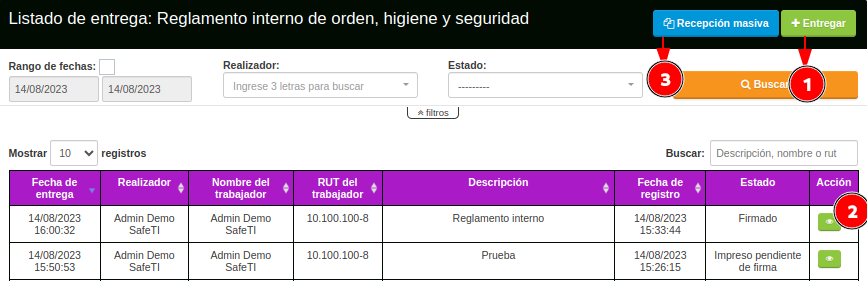 Listado de entrega: Reglamento interno de orden, higiene y seguridad
Recepción masiva
Entregar
Rango de fechas:
Realizador:
Estado:
14/08/2023
14/08/2023
Ingrese 3 letras para buscar
---------
3
Buscar
1
filtros
Mostrar 10 registros
Buscar: Descripción, nombre o rut
Fecha de entrega
Realizador
Nombre del trabajador
RUT del trabajador
Descripción
Fecha de registro
Estado
Acción
14/08/2023 16:00:32
Admin Demo SafeTI
Admin Demo SafeTI
10.100.100-8
Reglamento interno
14/08/2023 15:33:44
Firmado
2
14/08/2023 15:50:53
Admin Demo SafeTI
Admin Demo SafeTI
10.100.100-8
Prueba
14/08/2023 15:26:15
Impreso pendiente de firma